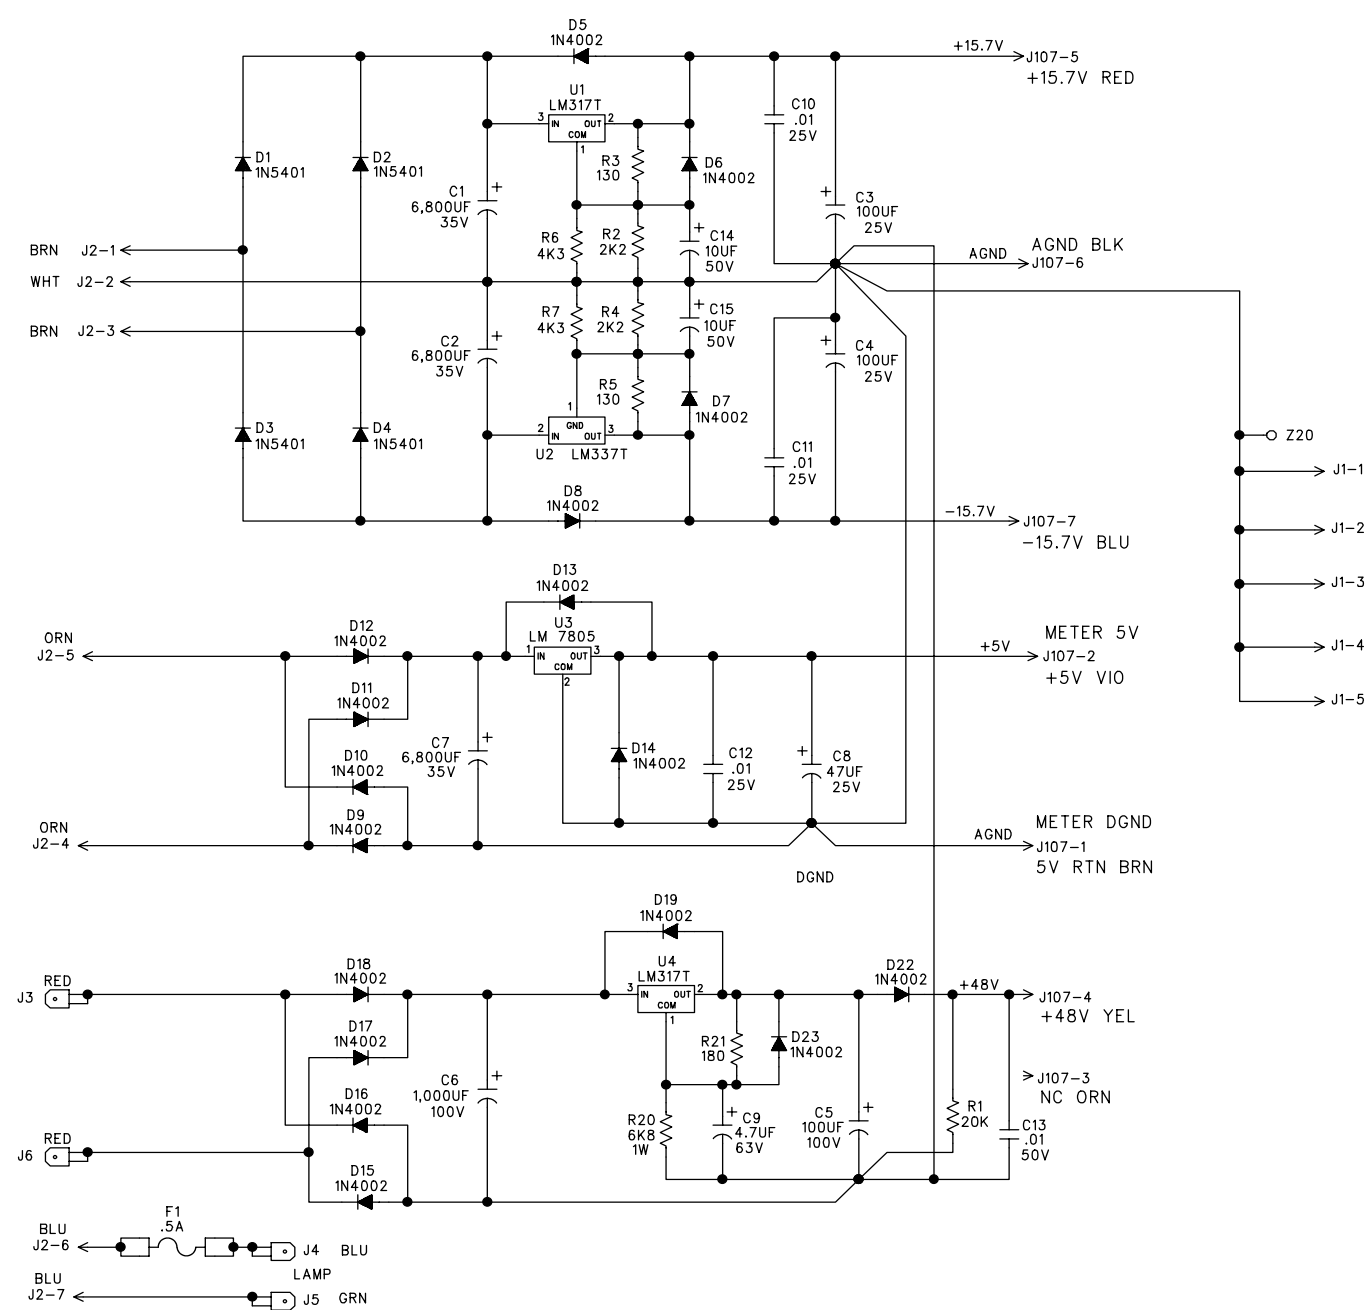 D5
1N4002
+15.7V
J107-5
+15.7V RED
U1
LM317T
3 IN OUT 2
COM
1
C10
.01
25V
D1
1N5401
D2
1N5401
R3
130
D6
1N4002
C1
6,800UF
35V
+
C3
100UF
25V
+
BRN J2-1
R6
4K3
R2
2K2
+
C14
10UF
50V
AGND
AGND BLK
J107-6
WHT J2-2
R7
4K3
R4
2K2
+
C15
10UF
50V
BRN J2-3
C2
6,800UF
35V
+
+
C4
100UF
25V
R5
130
D7
1N4002
D3
1N5401
D4
1N5401
1
GND
2 IN OUT 3
U2 LM337T
C11
.01
25V
Z20
J1-1
D8
1N4002
-15.7V
J107-7
-15.7V BLU
J1-2
J1-3
J1-4
J1-5
D13
1N4002
ORN
J2-5
D12
1N4002
U3
LM 7805
1 IN OUT 3
COM
2
+5V
METER 5V
J107-2
+5V VIO
D11
1N4002
C7
6,800UF
35V
+
D10
1N4002
D14
1N4002
C12
.01
25V
+
C8
47UF
25V
ORN
J2-4
D9
1N4002
AGND
METER DGND
J107-1
5V RTN BRN
DGND
D19
1N4002
J3 RED
D18
1N4002
U4
LM317T
3 IN OUT 2
COM
1
D22
1N4002
+48V
J107-4
+48V YEL
D17
1N4002
R21
180
D23
1N4002
C6
1,000UF
100V
+
J107-3
NC ORN
D16
1N4002
R20
6K8
1W
+
C9
4.7UF
63V
C5
100UF
100V
+
R1
20K
C13
.01
50V
J6 RED
D15
1N4002
F1
.5A
BLU
J2-6
J4 BLU
LAMP
BLU
J2-7
J5 GRN